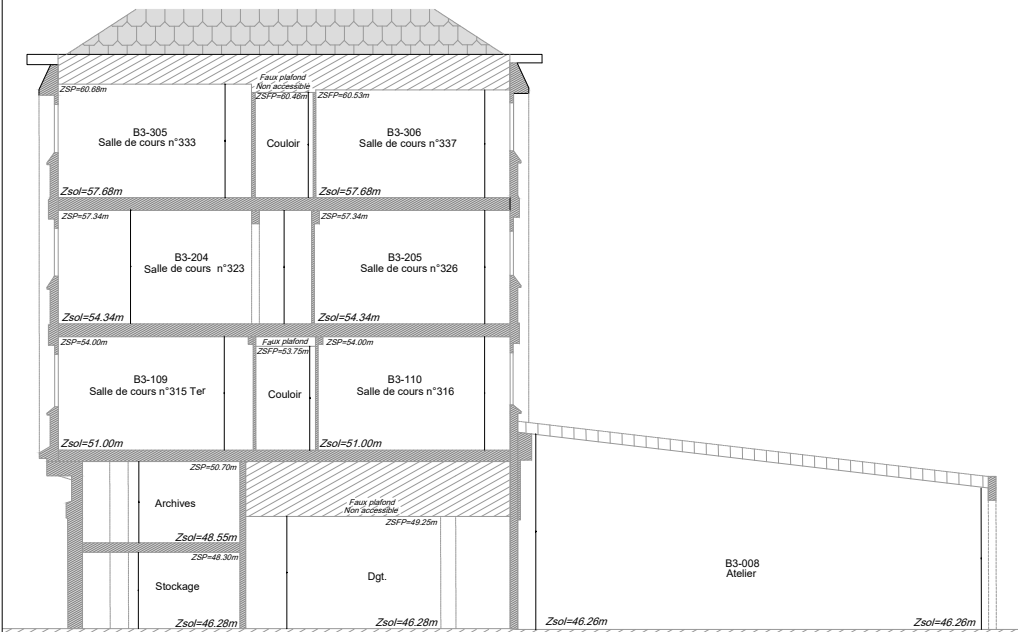 Faux plafond
Non accessible
ZSP=60.68m
ZSFP=60.46m
ZSFP=60.53m
B3-305
Salle de cours n°333
Couloir
B3-306
Salle de cours n°337
Zsol=57.68m
Zsol=57.68m
ZSP=57.34m
ZSP=57.34m
B3-204
Salle de cours n°323
B3-205
Salle de cours n°326
Zsol=54.34m
Zsol=54.34m
ZSP=54.00m
Faux plafond
ZSFP=53.75m
ZSP=54.00m
B3-109
Salle de cours n°315 Ter
Couloir
B3-110
Salle de cours n°316
Zsol=51.00m
Zsol=51.00m
ZSP=50.70m
Archives
Faux plafond
Non accessible
ZSFP=49.25m
Zsol=48.55m
ZSP=48.30m
Stockage
Dgt.
B3-008
Atelier
Zsol=46.28m
Zsol=46.28m
Zsol=46.26m
Zsol=46.26m